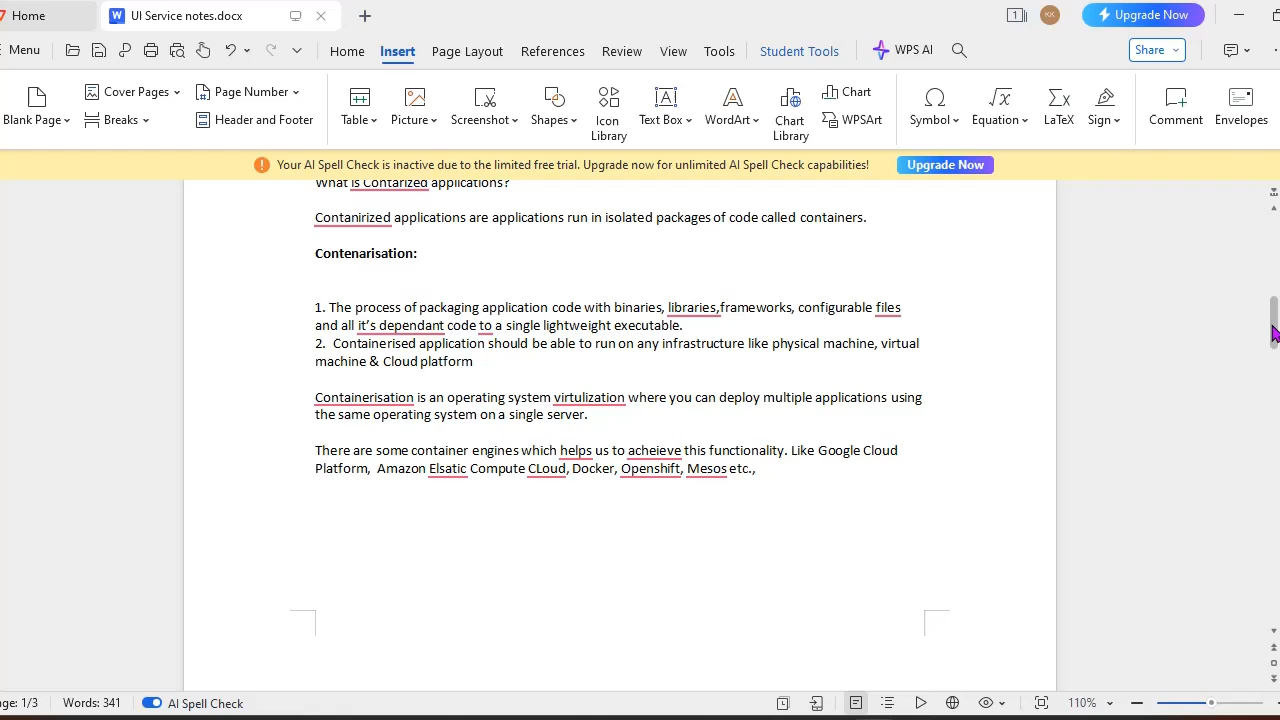 Home
UI Service notes.docx
1
KK
Upgrade Now
Menu
Home
Insert
Page Layout
References
Review
View
Tools
Student Tools
WPS AI
Share
Blank Page
Cover Pages
Breaks
Page Number
Header and Footer
Table
Picture
Screenshot
Shapes
Icon Library
Text Box
WordArt
Chart Library
Chart
WPSArt
Symbol
Equation
LaTeX
Sign
Comment
Envelopes
Your AI Spell Check is inactive due to the limited free trial. Upgrade now for unlimited AI Spell Check capabilities!
Upgrade Now
What is Contarized applications?
Contanirized applications are applications run in isolated packages of code called containers.
Contenarisation:
1. The process of packaging application code with binaries, libraries,frameworks, configurable files
and all it's dependant code to a single lightweight executable.
2. Containerised application should be able to run on any infrastructure like physical machine, virtual
machine & Cloud platform
Containerisation is an operating system virtulization where you can deploy multiple applications using
the same operating system on a single server.
There are some container engines which helps us to acheieve this functionality. Like Google Cloud
Platform, Amazon Elsatic Compute CLoud, Docker, Openshift, Mesos etc.,
age: 1/3
Words: 341
AI Spell Check
110%